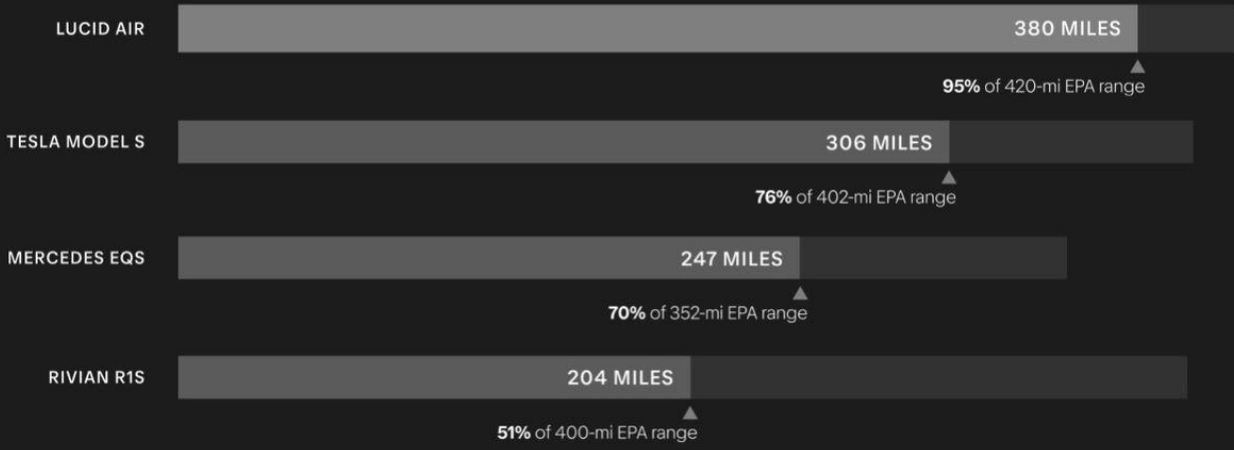 LUCID AIR 380 MILES
95% of 420-mi EPA range
TESLA MODEL S 306 MILES
76% of 402-mi EPA range
MERCEDES EQS 247 MILES
70% of 352-mi EPA range
RIVIAN R1S 204 MILES
51% of 400-mi EPA range